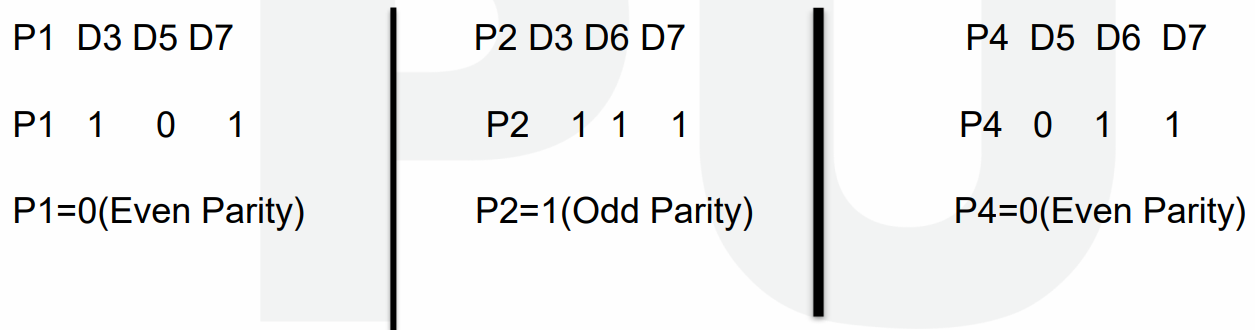 P1 D3 D5 D7
P1 1 0 1
P1=0(Even Parity)
P2 D3 D6 D7
P2 1 1 1
P2=1(Odd Parity)
P4 D5 D6 D7
P4 0 1 1
P4=0(Even Parity)
PU